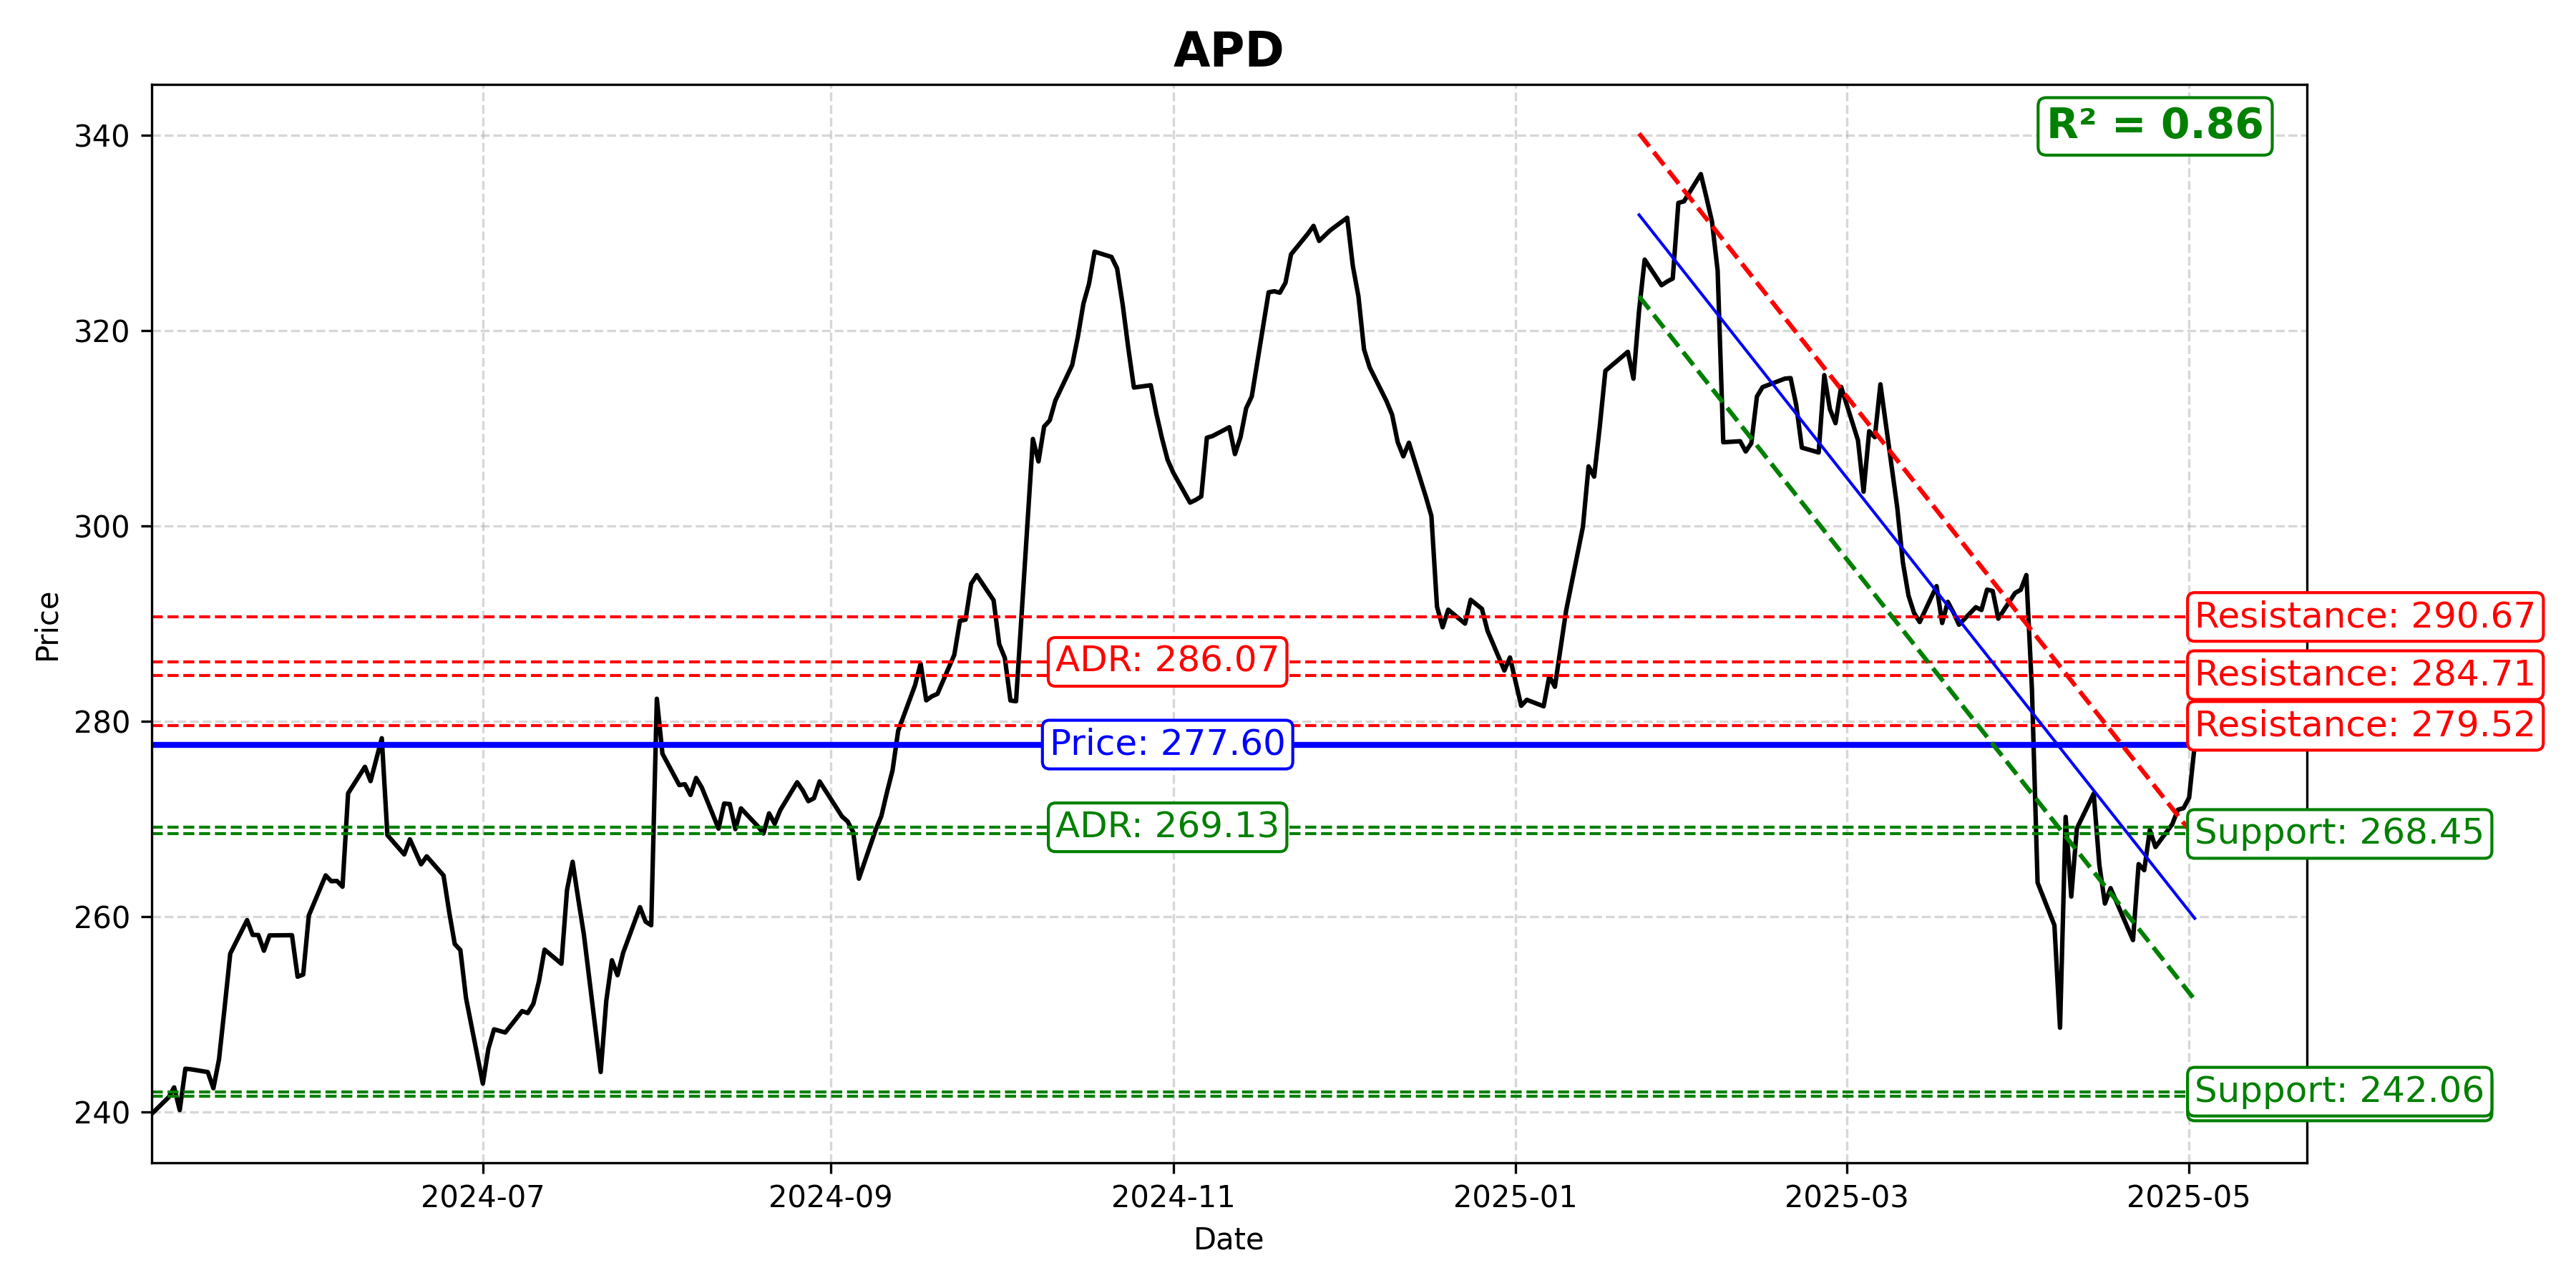 APD
R² = 0.86
340
320
300
280
260
240
Price
Resistance: 290.67
ADR: 286.07
Resistance: 284.71
Resistance: 279.52
Price: 277.60
ADR: 269.13
Support: 268.45
Support: 242.06
2024-07
2024-09
2024-11
2025-01
2025-03
2025-05
Date